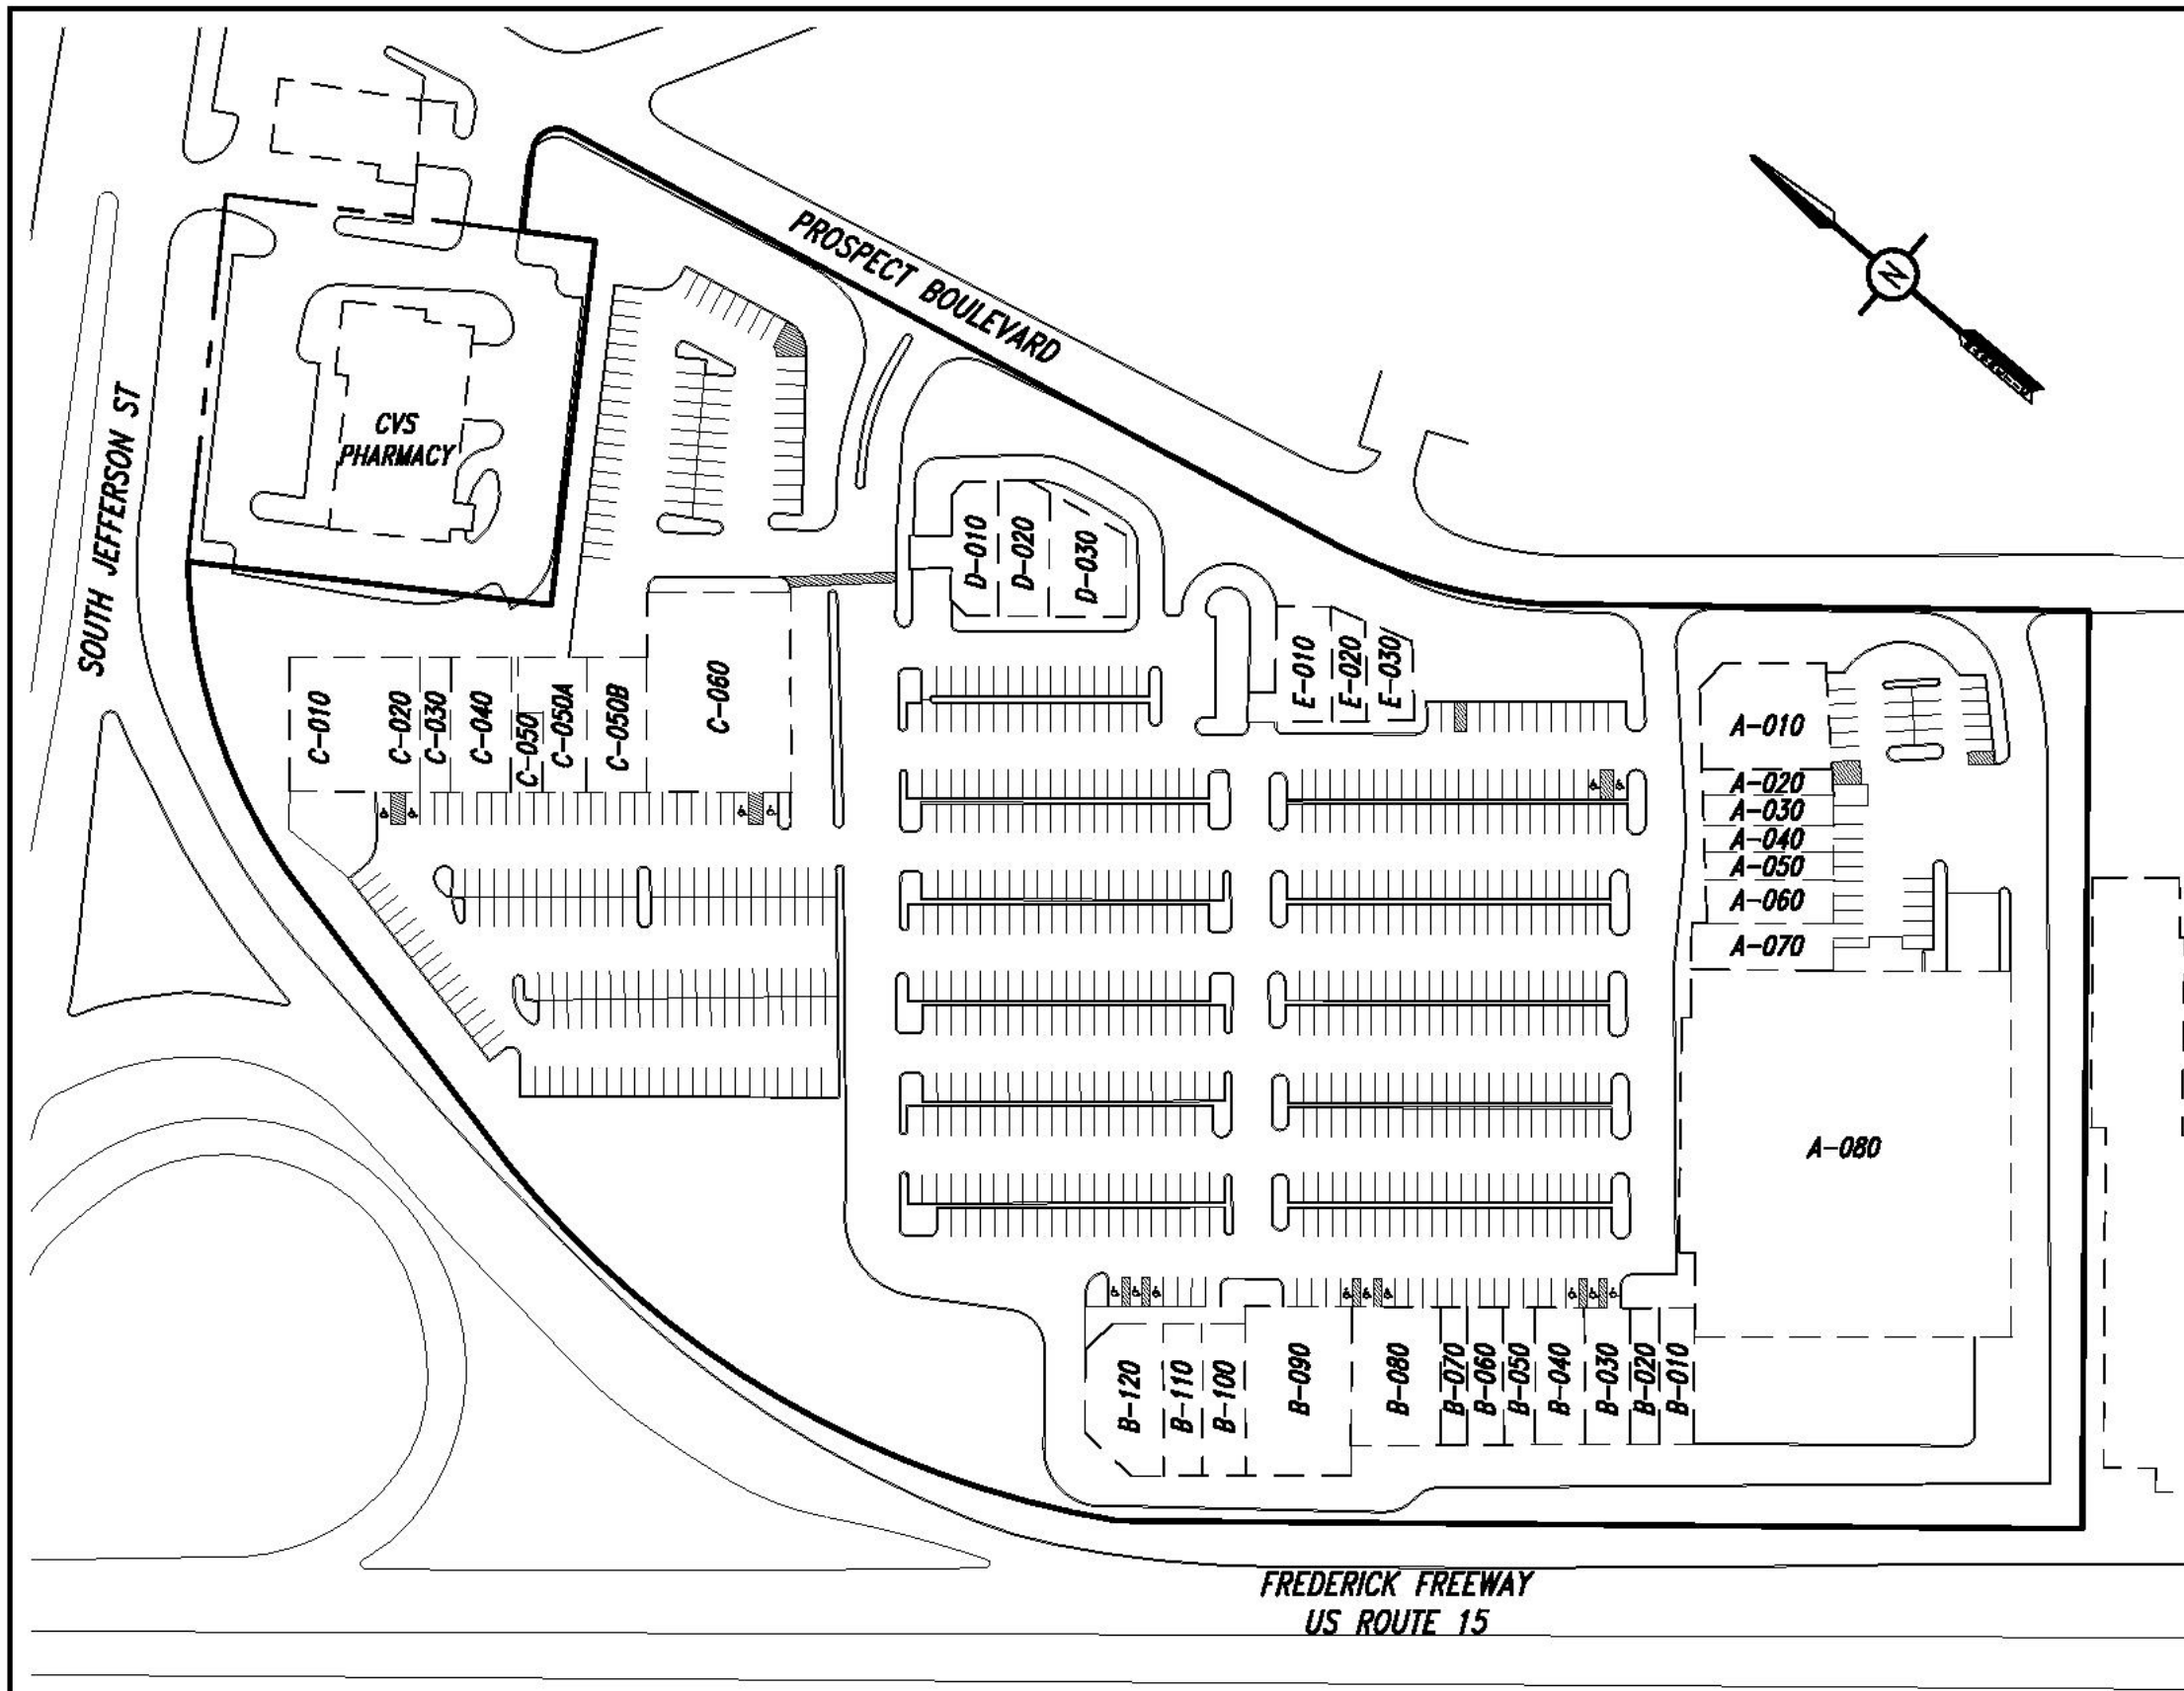 PROSPECT BOULEVARD
N
SOUTH JEFFERSON ST
CVS
PHARMACY
D-010
D-020
D-030
E-010
E-020
E-030
C-010
C-020
C-030
C-040
C-050
C-050A
C-050B
C-060
A-010
A-020
A-030
A-040
A-050
A-060
A-070
A-080
B-120
B-110
B-100
B-090
B-080
B-070
B-060
B-050
B-040
B-030
B-020
B-010
FREDERICK FREEWAY
US ROUTE 15